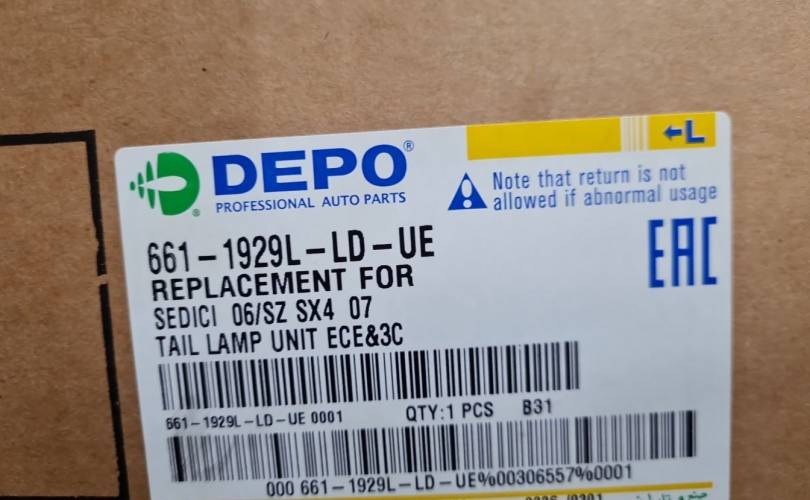 DEPO®
PROFESSIONAL AUTO PARTS
←L
Note that return is not
allowed if abnormal usage
EAC
661-1929L-LD-UE
REPLACEMENT FOR
SEDICI 06/SZ SX4 07
TAIL LAMP UNIT ECE&3C
661-1929L-LD-UE 0001 QTY:1 PCS B31
000 661-1929L-LD-UE%00306557%0001